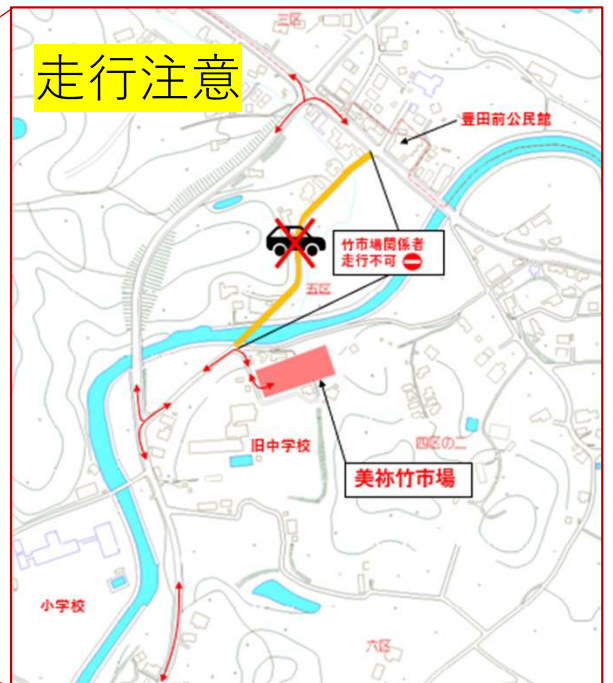 三区
走行注意
豊田前公民館
竹市場関係者
走行不可
五区
旧中学校
四区の二
美祢竹市場
小学校
六区